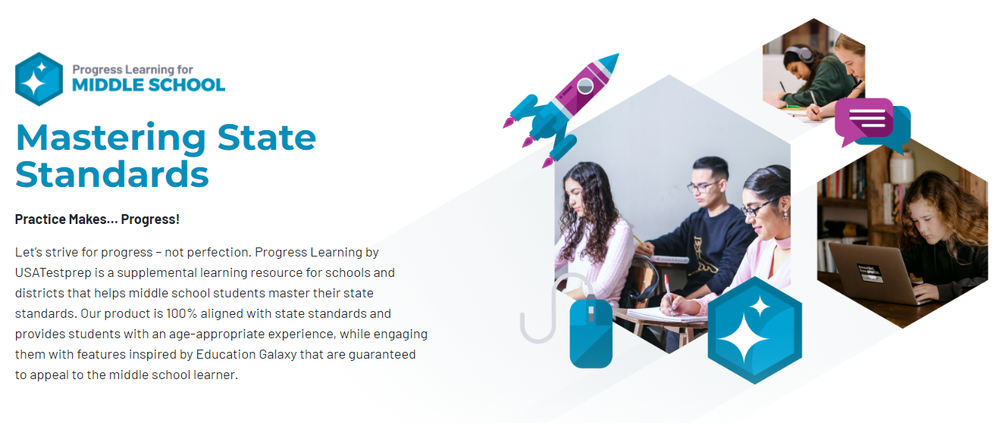 Progress Learning for
MIDDLE SCHOOL
Mastering State
Standards
Practice Makes... Progress!
Let’s strive for progress – not perfection. Progress Learning by
USATestprep is a supplemental learning resource for schools and
districts that helps middle school students master their state
standards. Our product is 100% aligned with state standards and
provides students with an age-appropriate experience, while engaging
them with features inspired by Education Galaxy that are guaranteed
to appeal to the middle school learner.